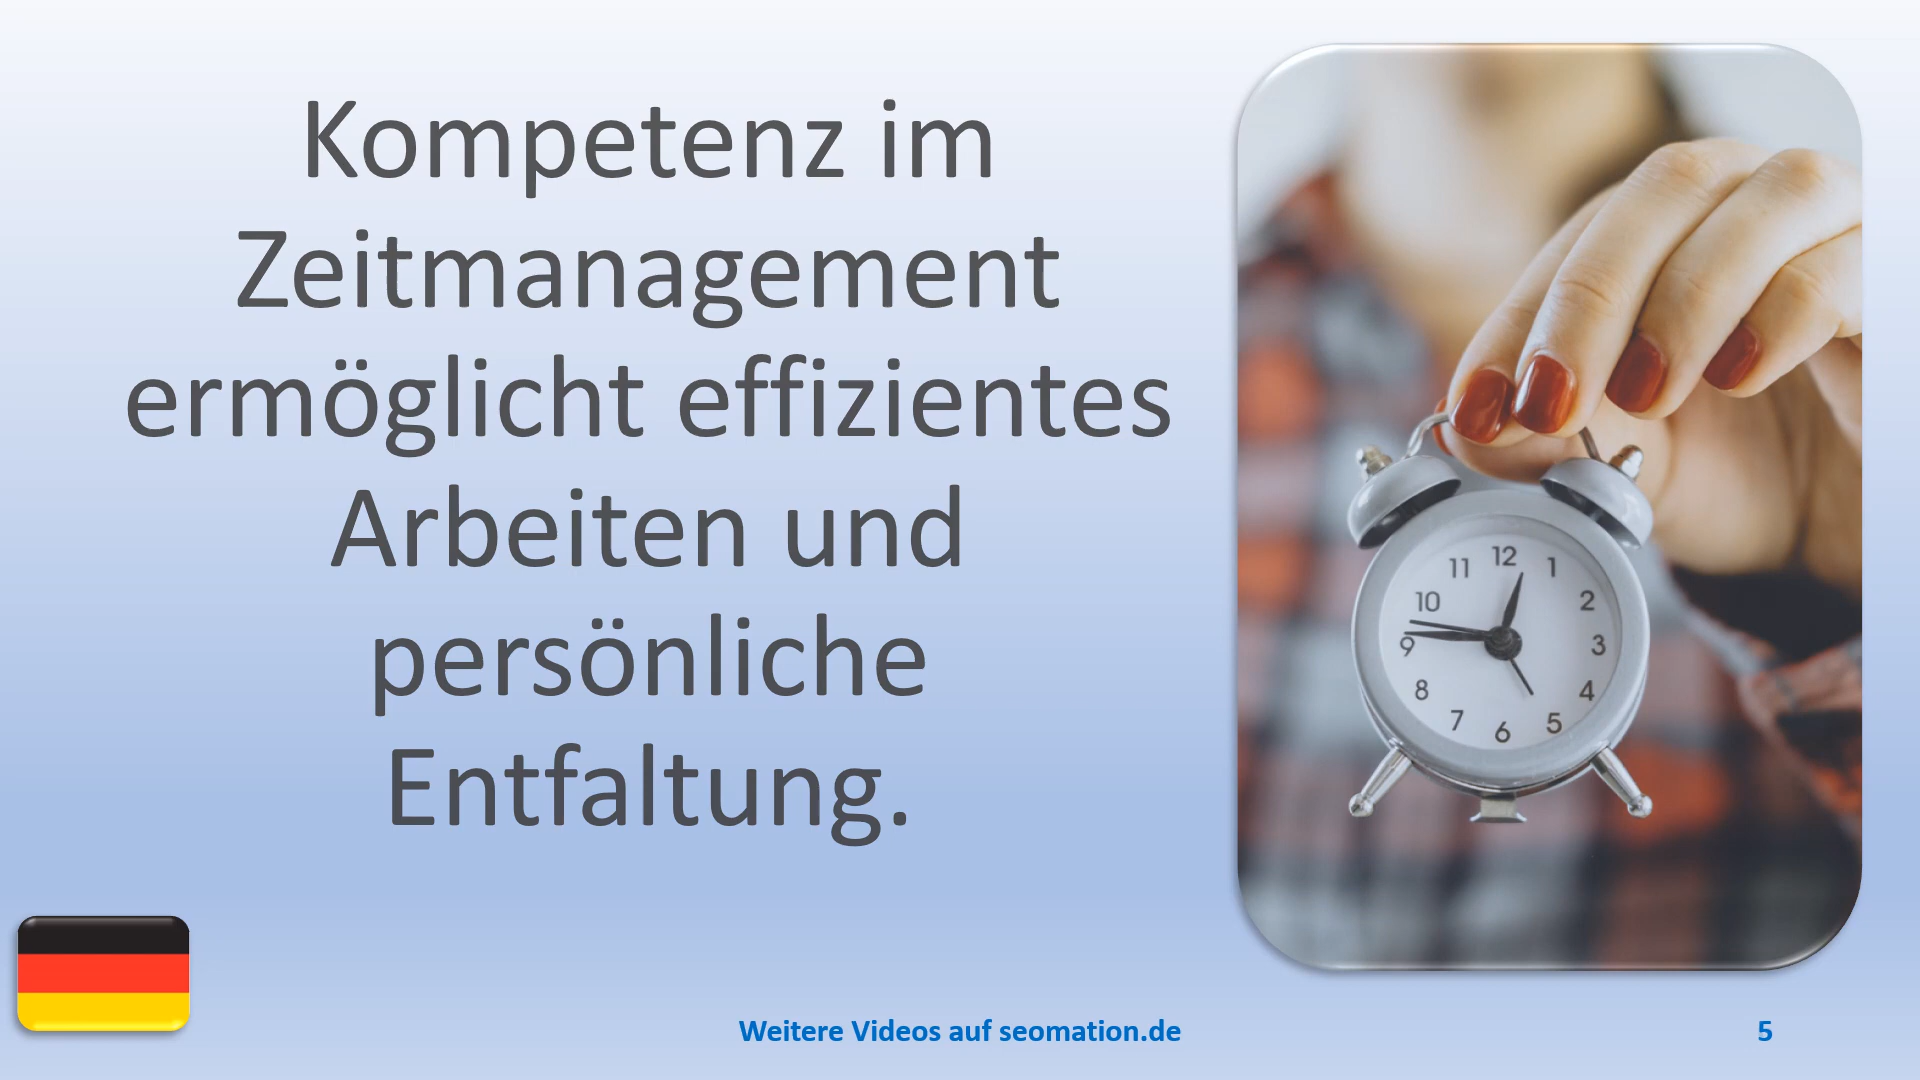 Kompetenz im
Zeitmanagement
ermöglicht effizientes
Arbeiten und
persönliche
Entfaltung.
12
1
2
3
4
5
6
7
8
9
10
11
Weitere Videos auf seomation.de
5